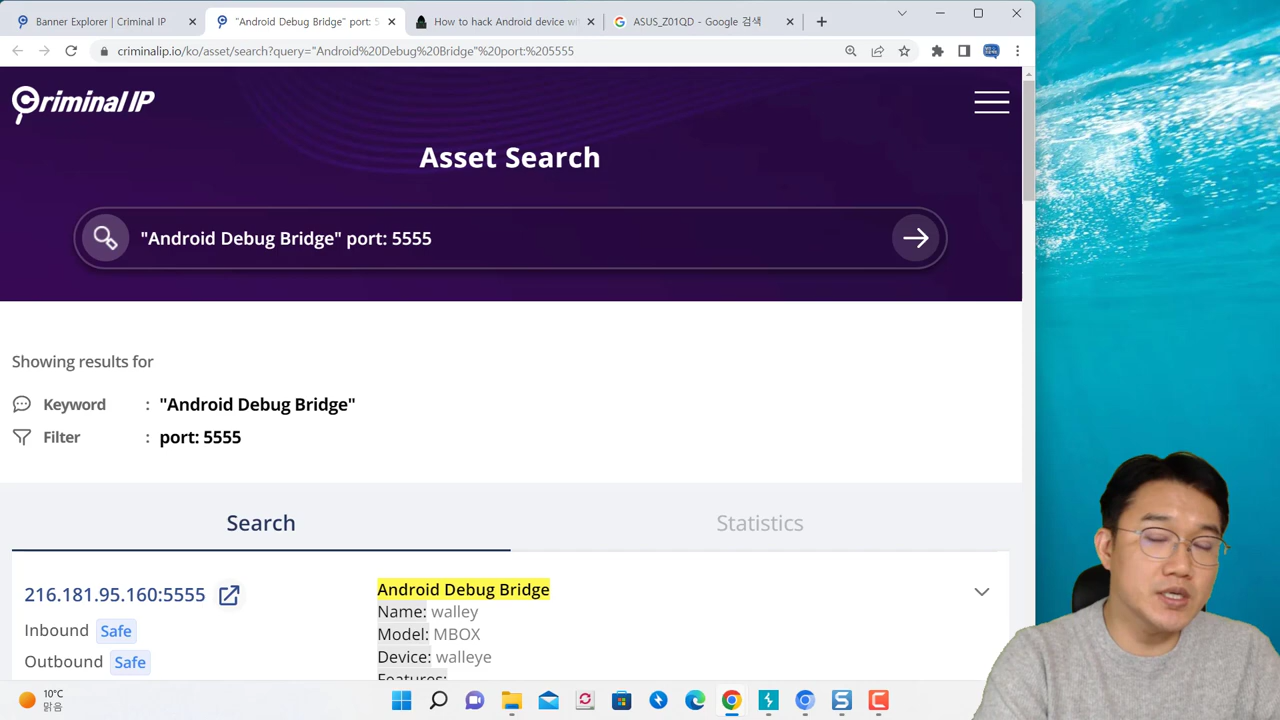 Banner Explorer | Criminal IP
"Android Debug Bridge" port: 5
How to hack Android device wi
ASUS_Z01QD - Google 검색
criminalip.io/ko/asset/search?query="Android%20Debug%20Bridge"%20port:%205555
Criminal IP
Asset Search
"Android Debug Bridge" port: 5555
Showing results for
Keyword : "Android Debug Bridge"
Filter : port: 5555
Search
Statistics
216.181.95.160:5555
Inbound Safe
Outbound Safe
Android Debug Bridge
Name: walley
Model: MBOX
Device: walleye
Features:
10°C
맑음